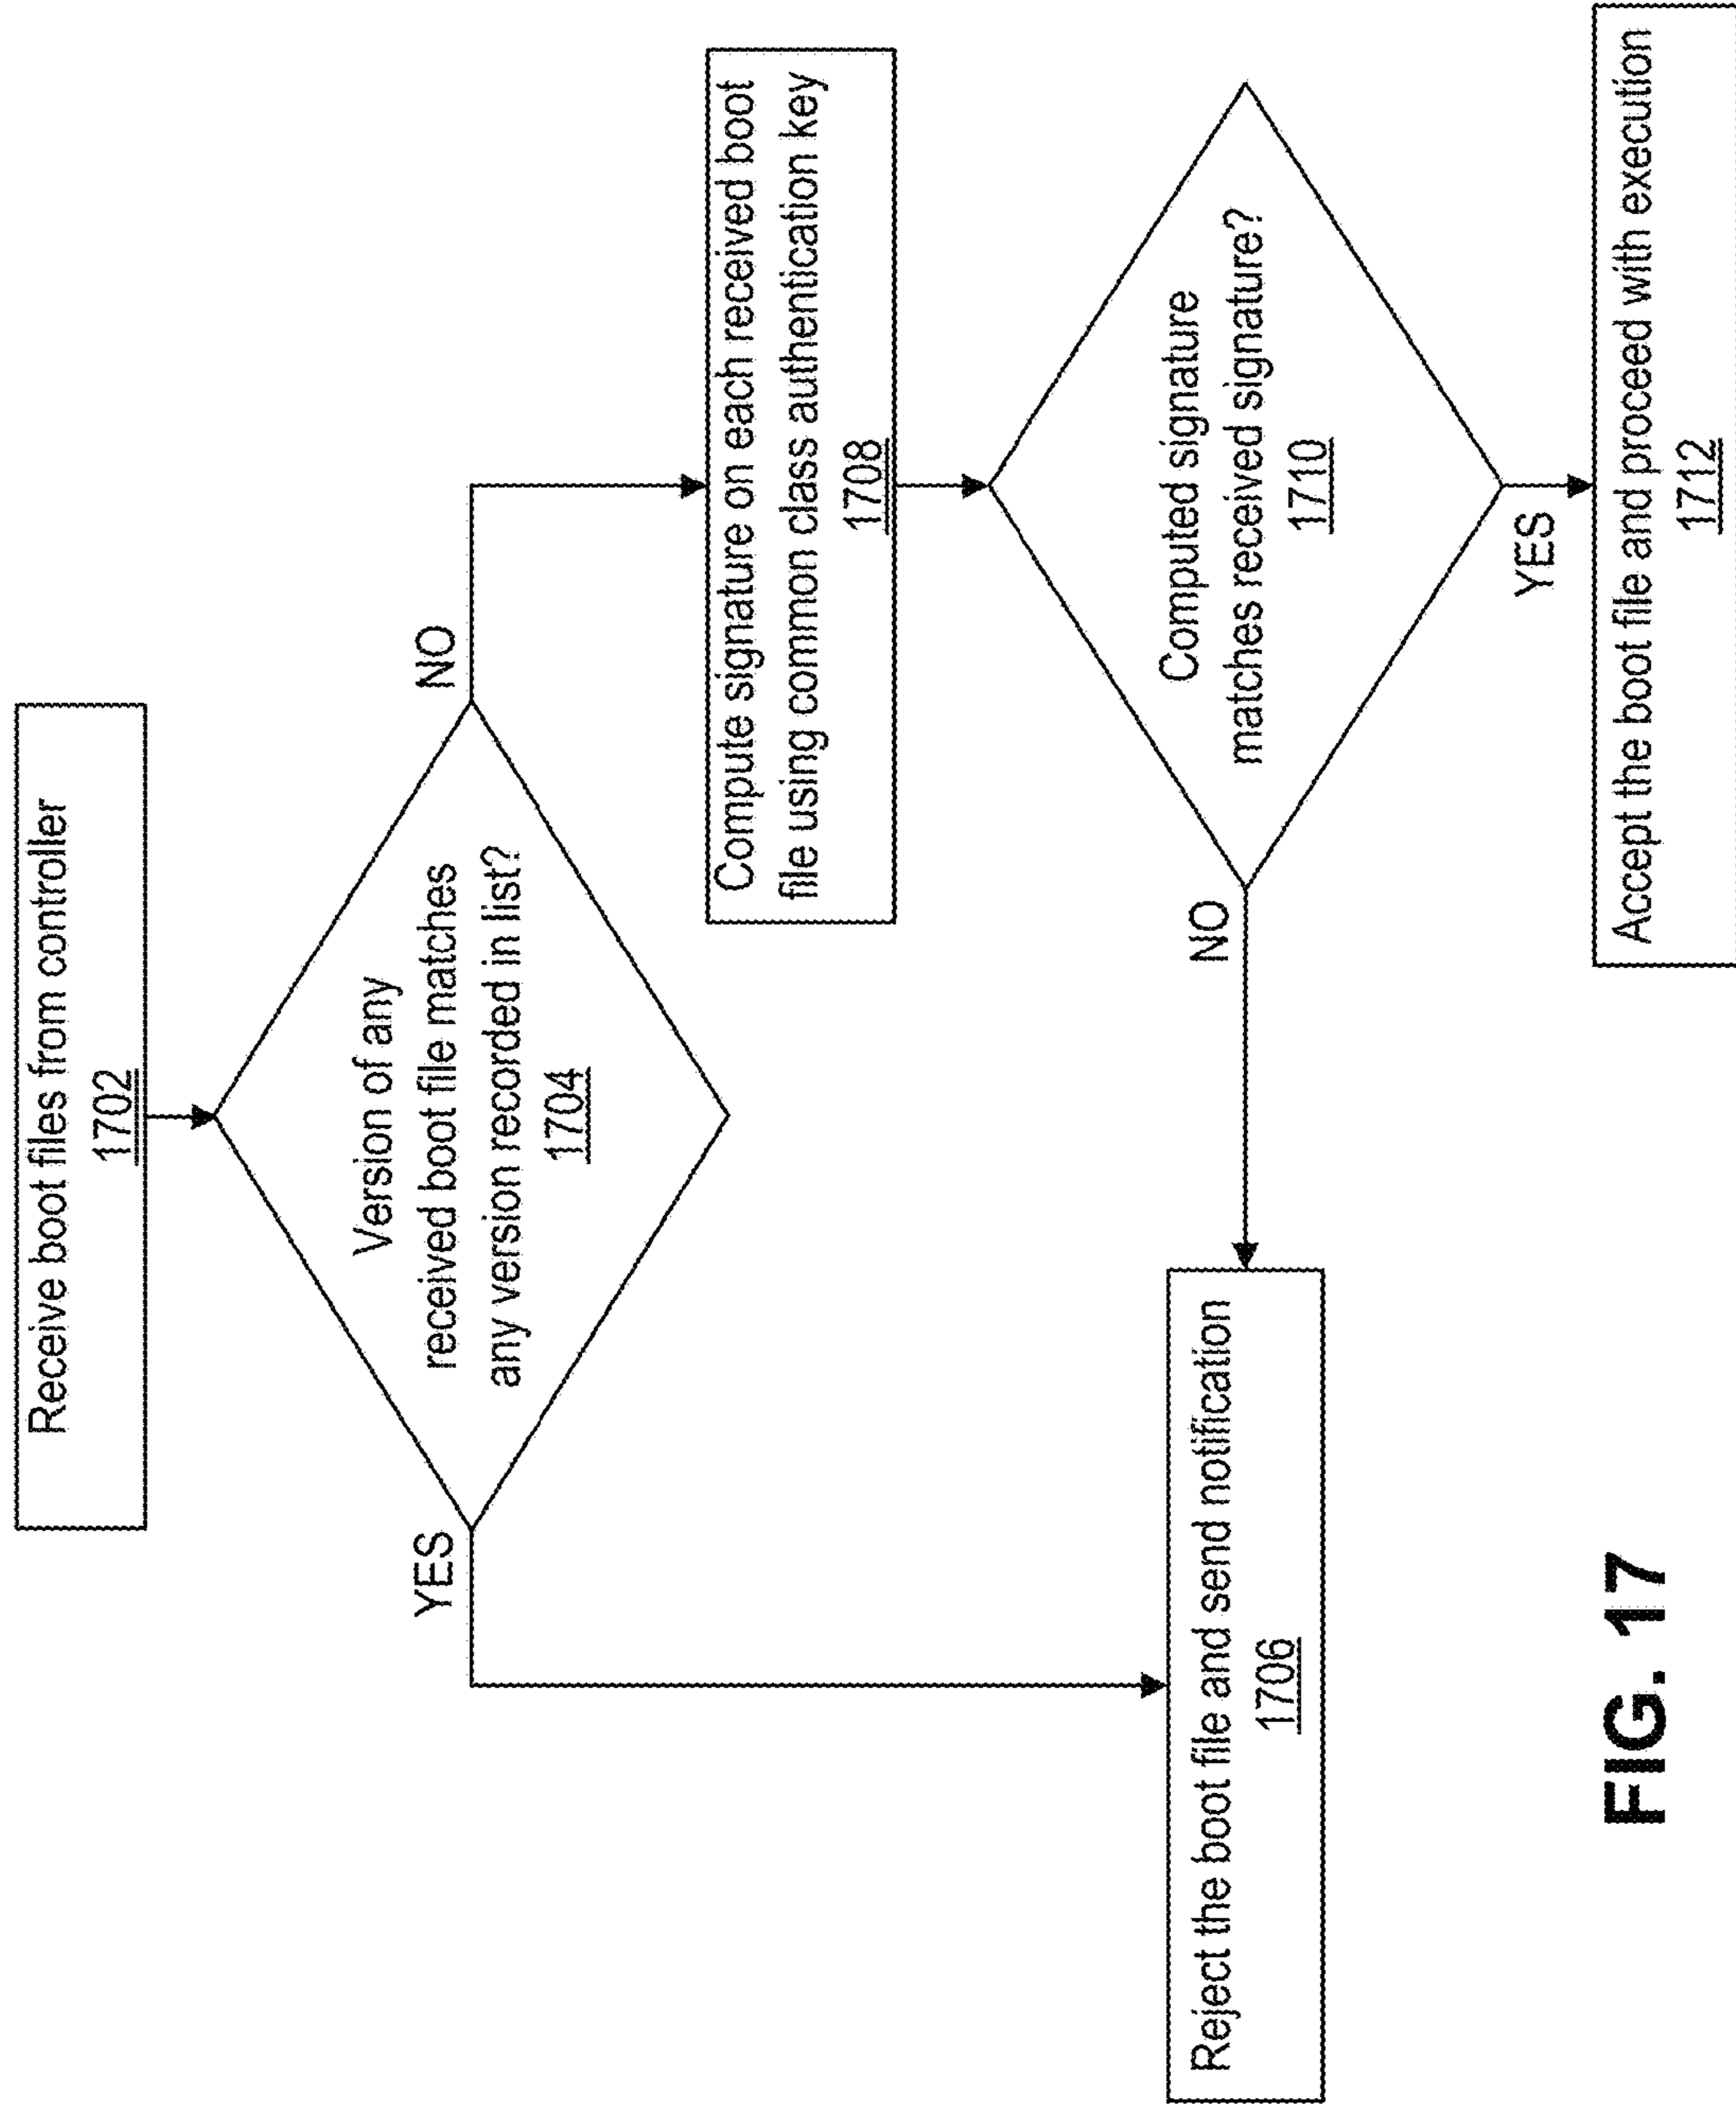 Receive boot files from controller
1702
Version of any
received boot file matches
any version recorded in list?
1704
YES
NO
Compute signature on each received boot
file using common class authentication key
1708
Computed signature
matches received signature?
1710
NO
YES
Reject the boot file and send notification
1706
Accept the boot file and proceed with execution
1712
FIG. 17